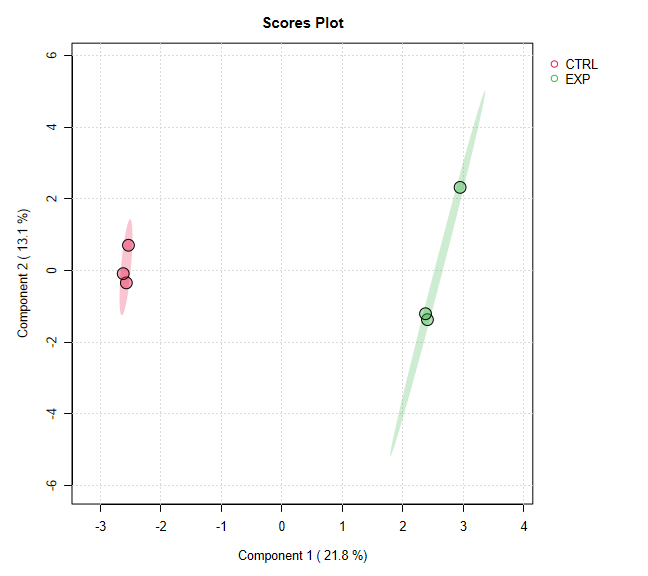 Scores Plot
CTRL
EXP
6
4
2
0
-2
-4
-6
Component 2 ( 13.1 %)
-3 -2 -1 0 1 2 3 4
Component 1 ( 21.8 %)